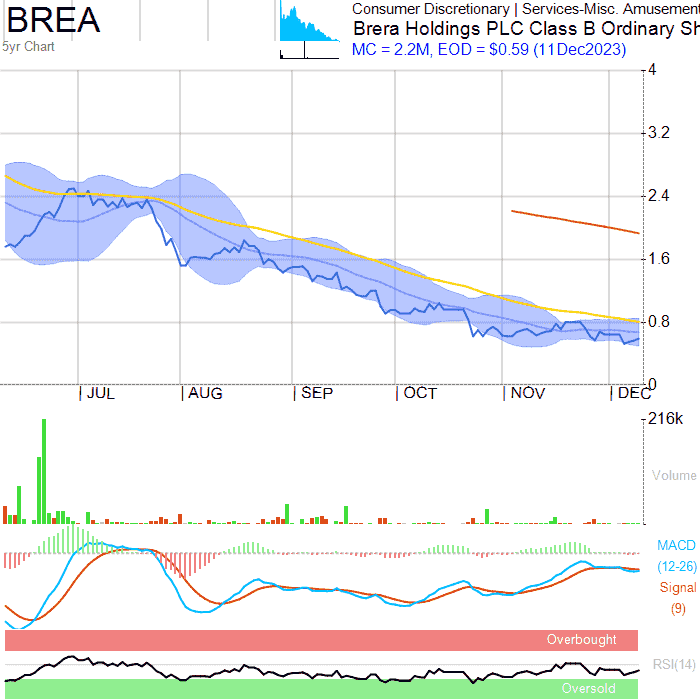 BREA
5yr Chart
Consumer Discretionary | Services-Misc. Amusement
Brera Holdings PLC Class B Ordinary Sh
MC = 2.2M, EOD = $0.59 (11Dec2023)
4
3.2
2.4
1.6
0.8
0
JUL AUG SEP OCT NOV DEC
216k
Volume
MACD
(12-26)
Signal
(9)
Overbought
RSI(14)
Oversold